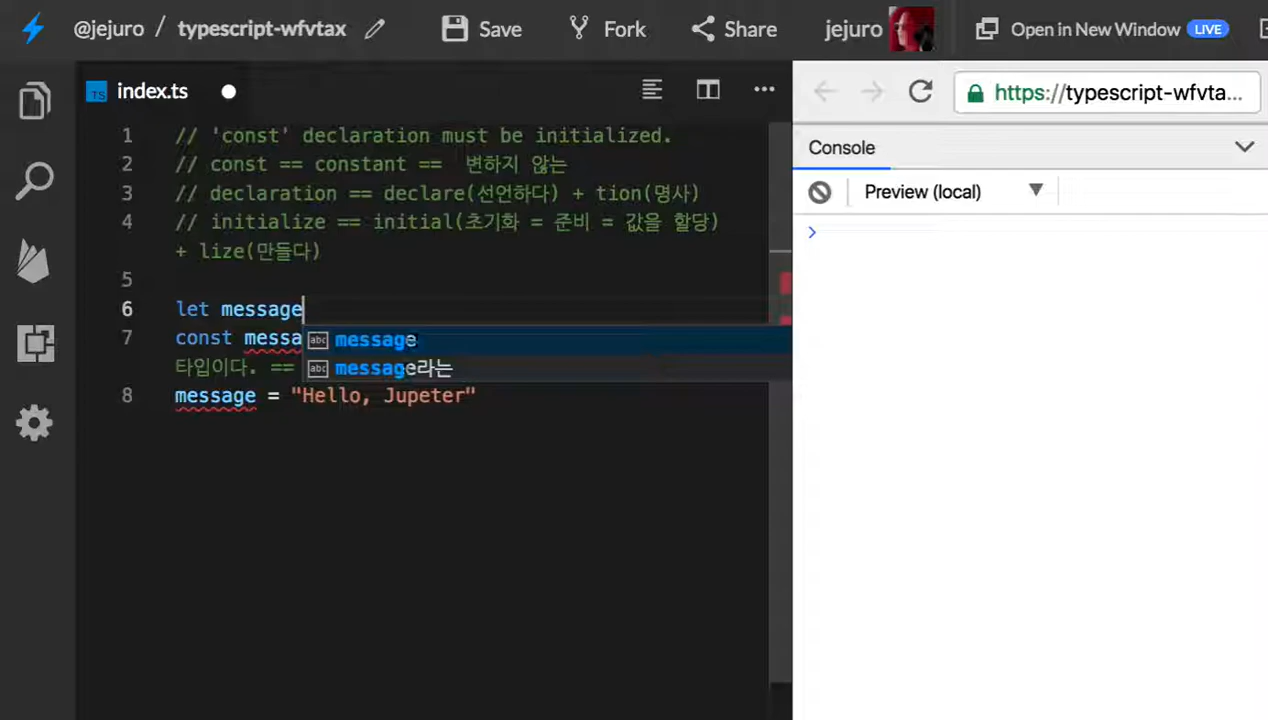 @jejuro / typescript-wfvtax Save Fork Share jejuro Open in New Window LIVE
index.ts
https://typescript-wfvta...
Console
Preview (local)
1 // 'const' declaration must be initialized.
2 // const == constant == 변하지 않는
3 // declaration == declare(선언하다) + tion(명사)
4 // initialize == initial(초기화 = 준비 = 값을 할당)
+ lize(만들다)
5
6 let message
7 const messa
abc message
타입이다. ==
abc message라는
8 message = "Hello, Jupeter"